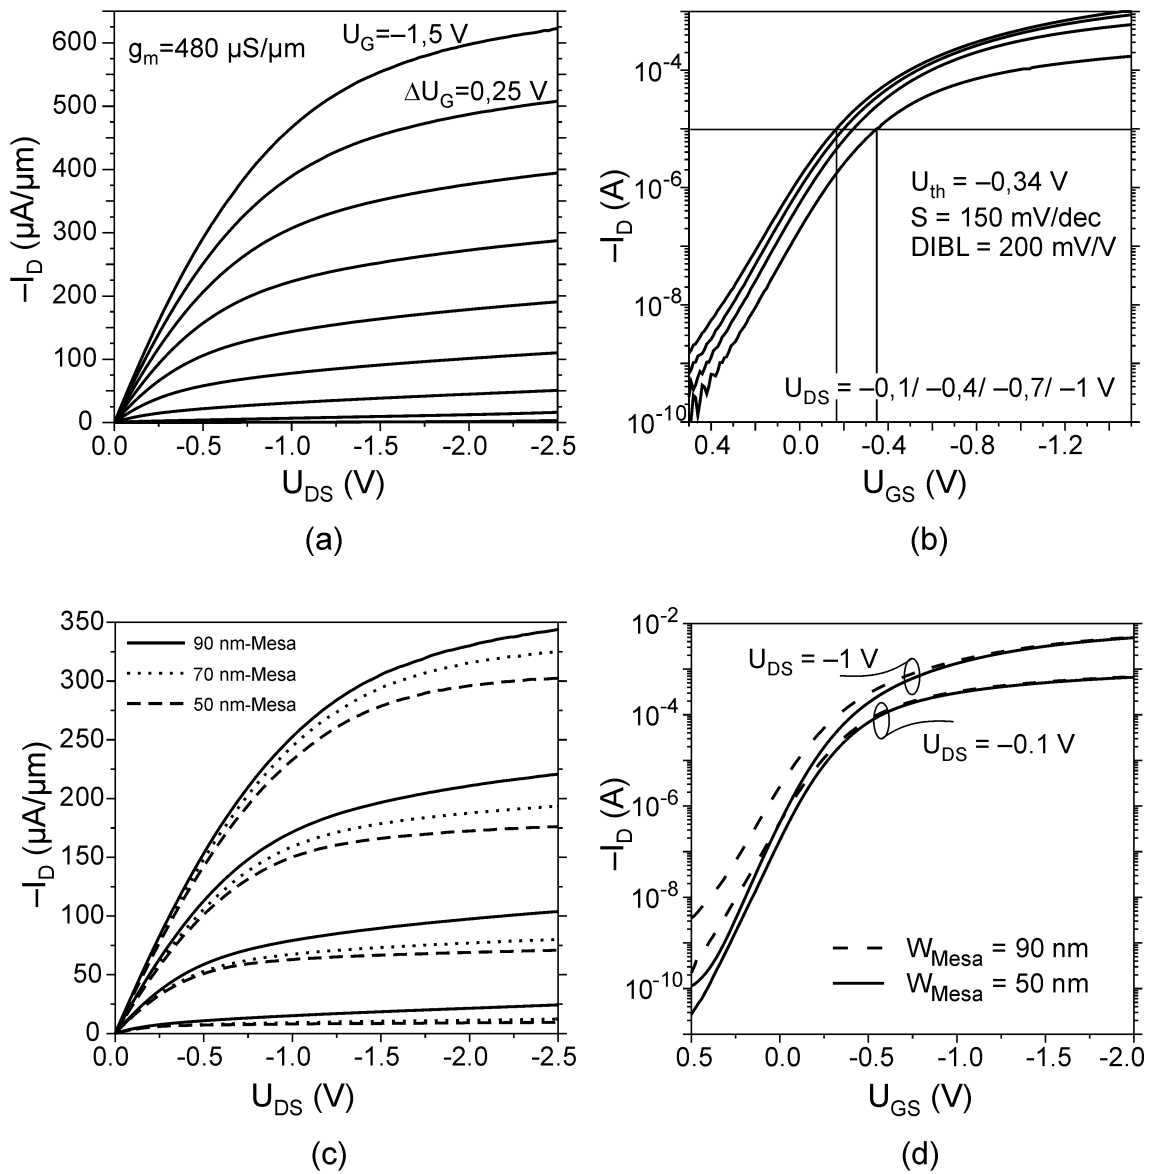 g_m=480 µS/µm
U_G=–1,5 V
ΔU_G=0,25 V
–I_D (µA/µm)
600
500
400
300
200
100
0
0.0 -0.5 -1.0 -1.5 -2.0 -2.5
U_DS (V)
(a)
–I_D (A)
10^-4
10^-6
10^-8
10^-10
U_th = –0,34 V
S = 150 mV/dec
DIBL = 200 mV/V
U_DS = –0,1/ –0,4/ –0,7/ –1 V
0.4 0.0 -0.4 -0.8 -1.2
U_GS (V)
(b)
–I_D (µA/µm)
350
300
250
200
150
100
50
0
90 nm-Mesa
70 nm-Mesa
50 nm-Mesa
0.0 -0.5 -1.0 -1.5 -2.0 -2.5
U_DS (V)
(c)
–I_D (A)
10^-2
10^-4
10^-6
10^-8
10^-10
U_DS = –1 V
U_DS = –0.1 V
W_Mesa = 90 nm
W_Mesa = 50 nm
0.5 0.0 -0.5 -1.0 -1.5 -2.0
U_GS (V)
(d)